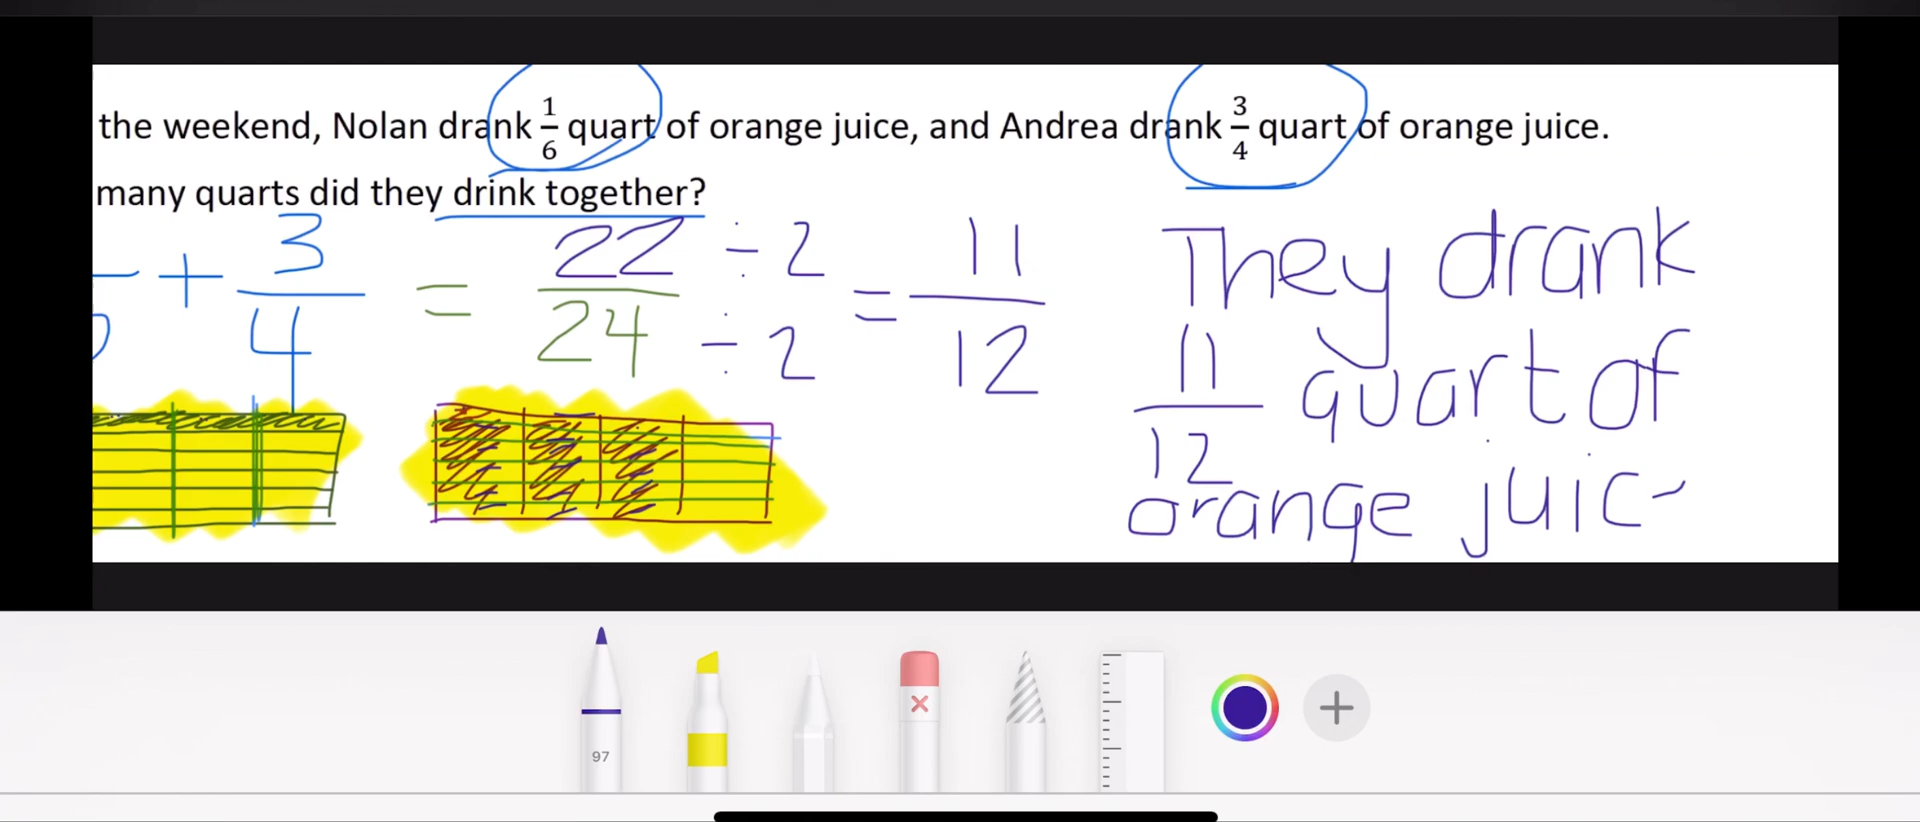 the weekend, Nolan drank 1/6 quart of orange juice, and Andrea drank 3/4 quart of orange juice.
many quarts did they drink together?
+ 3/4 = 22/24 ÷ 2 ÷ 2 = 11/12
They drank
11/12 quart of
orange juic
97